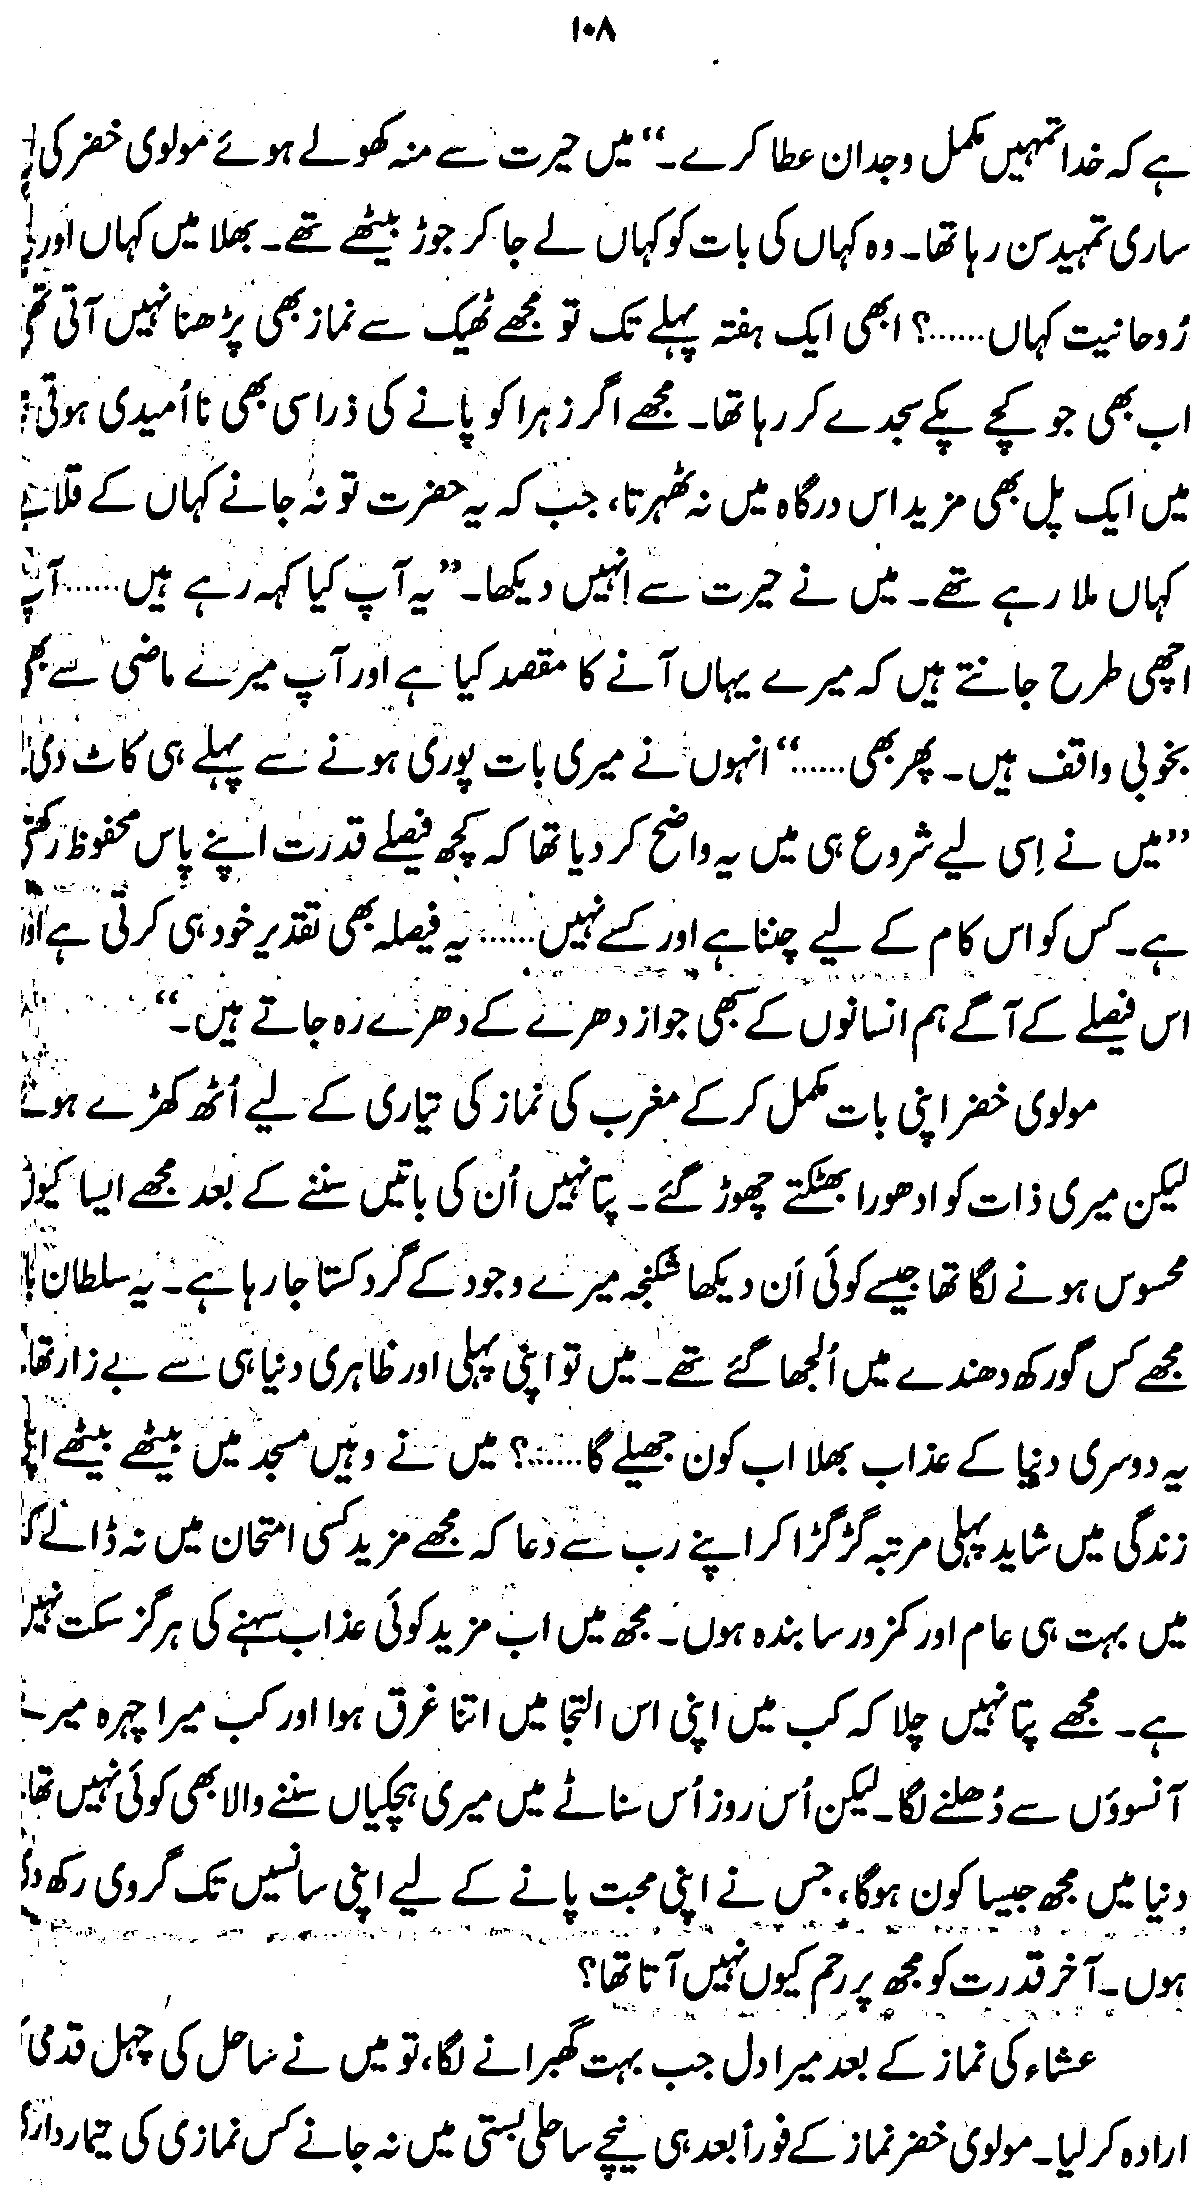 ۱۰۸
ہے کہ خدا تمہیں مکمل وجدان عطا کرے۔“ میں حیرت سے منہ کھولے ہوئے مولوی خضر کی
ساری تمہید سن رہا تھا۔ وہ کہاں کی بات کو کہاں لے جا کر جوڑ بیٹھے تھے۔ بھلا میں کہاں اور
رُوحانیت کہاں......؟ ابھی ایک ہفتہ پہلے تک تو مجھے ٹھیک سے نماز بھی پڑھنا نہیں آتی تھی
اب بھی جو کچے پکے سجدے کر رہا تھا۔ مجھے اگر زہرا کو پانے کی ذرا سی بھی نا اُمیدی ہوتی
میں ایک پل بھی مزید اس درگاہ میں نہ ٹھہرتا، جب کہ یہ حضرت تو نہ جانے کہاں کے قلابے
کہاں ملا رہے تھے۔ میں نے حیرت سے اِنہیں دیکھا۔ ”یہ آپ کیا کہہ رہے ہیں...... آپ
اچھی طرح جانتے ہیں کہ میرے یہاں آنے کا مقصد کیا ہے اور آپ میرے ماضی سے بھی
بخوبی واقف ہیں۔ پھر بھی......“ انہوں نے میری بات پوری ہونے سے پہلے ہی کاٹ دی
”میں نے اِسی لیے شروع ہی میں یہ واضح کر دیا تھا کہ کچھ فیصلے قدرت اپنے پاس محفوظ رکھتی
ہے۔ کس کو اس کام کے لیے چننا ہے اور کسے نہیں...... یہ فیصلہ بھی تقدیر خود ہی کرتی ہے اور
اس فیصلے کے آگے ہم انسانوں کے سبھی جواز دھرنے کے دھرے رہ جاتے ہیں۔“
مولوی خضر اپنی بات مکمل کر کے مغرب کی نماز کی تیاری کے لیے اُٹھ کھڑے ہوئے
لیکن میری ذات کو ادھورا بھٹکتے چھوڑ گئے۔ پتا نہیں اُن کی باتیں سننے کے بعد مجھے ایسا کیوں
محسوس ہونے لگا تھا جیسے کوئی اَن دیکھا شکنجہ میرے وجود کے گرد کستا جا رہا ہے۔ یہ سلطان بابا
مجھے کس گورکھ دھندے میں اُلجھا گئے تھے۔ میں تو اپنی پہلی اور ظاہری دنیا ہی سے بے زار تھا
یہ دوسری دنیا کے عذاب بھلا اب کون جھیلے گا......؟ میں نے وہیں مسجد میں بیٹھے بیٹھے اپنی
زندگی میں شاید پہلی مرتبہ گڑگڑا کر اپنے رب سے دُعا کہ مجھے مزید کسی امتحان میں نہ ڈالے کہ
میں بہت ہی عام اور کمزور سا بندہ ہوں۔ مجھ میں اب مزید کوئی عذاب سہنے کی ہرگز سکت نہیں
ہے۔ مجھے پتا نہیں چلا کہ کب میں اپنی اس التجا میں اتنا غرق ہوا اور کب میرا چہرہ میرے
آنسوؤں سے دُھلنے لگا۔ لیکن اُس روز اُس سناٹے میں میری ہچکیاں سننے والا بھی کوئی نہیں تھا۔
دنیا میں مجھ جیسا کون ہوگا، جس نے اپنی محبت پانے کے لیے اپنی سانسیں تک گروی رکھ دی
ہوں۔ آخر قدرت کو مجھ پر رحم کیوں نہیں آتا تھا؟
عشاء کی نماز کے بعد میرا دل جب بہت گھبرانے لگا، تو میں نے ساحل کی چہل قدمی کا
ارادہ کر لیا۔ مولوی خضر نماز کے فوراً بعد ہی نیچے ساحلی بستی میں نہ جانے کس نمازی کی تیمارداری